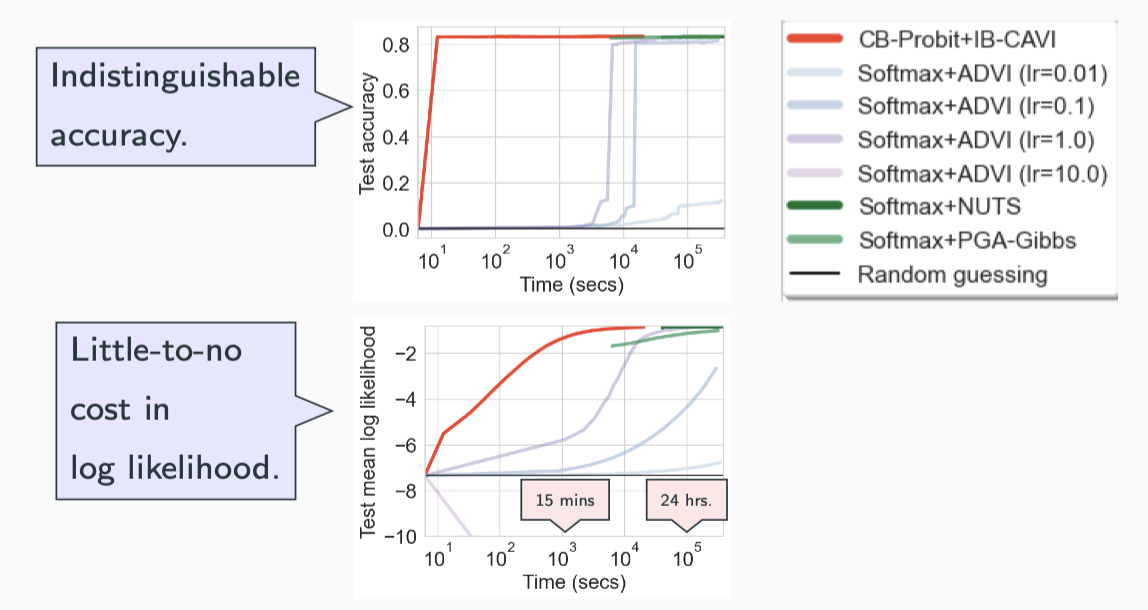 Indistinguishable
accuracy.
Test accuracy
0.8
0.6
0.4
0.2
0.0
10^1
10^2
10^3
10^4
10^5
Time (secs)
CB-Probit+IB-CAVI
Softmax+ADVI (lr=0.01)
Softmax+ADVI (lr=0.1)
Softmax+ADVI (lr=1.0)
Softmax+ADVI (lr=10.0)
Softmax+NUTS
Softmax+PGA-Gibbs
Random guessing
Little-to-no
cost in
log likelihood.
Test mean log likelihood
−2
−4
−6
−8
−10
15 mins
24 hrs.
10^1
10^2
10^3
10^4
10^5
Time (secs)